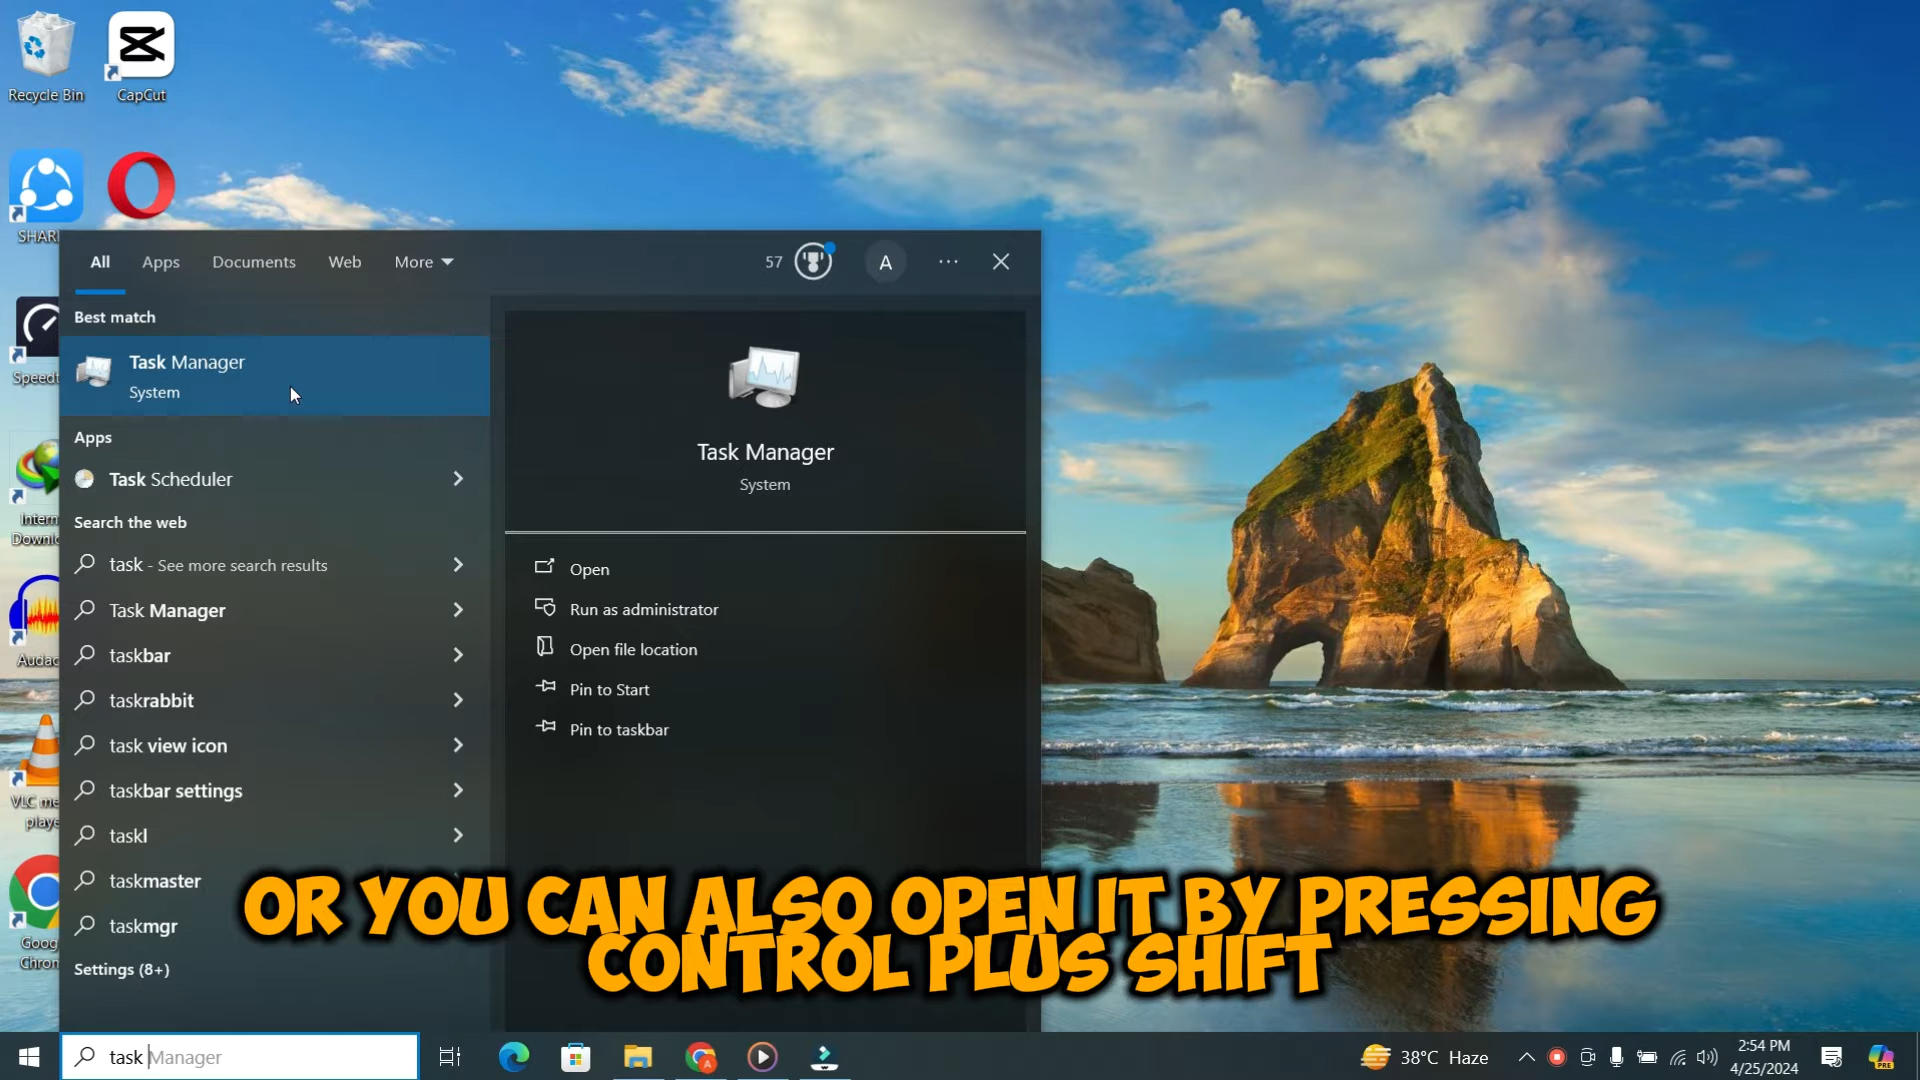 Recycle Bin
CapCut
SHAR
Speedt
Intern
Downlo
Audac
VLC me
playe
Goog
Chron
All
Apps
Documents
Web
More
57
A
Best match
Task Manager
System
Apps
Task Scheduler
Search the web
task - See more search results
Task Manager
taskbar
taskrabbit
task view icon
taskbar settings
taskl
taskmaster
taskmgr
Settings (8+)
Task Manager
System
Open
Run as administrator
Open file location
Pin to Start
Pin to taskbar
OR YOU CAN ALSO OPEN IT BY PRESSING
CONTROL PLUS SHIFT
task Manager
A
38°C Haze
2:54 PM
4/25/2024
PRE